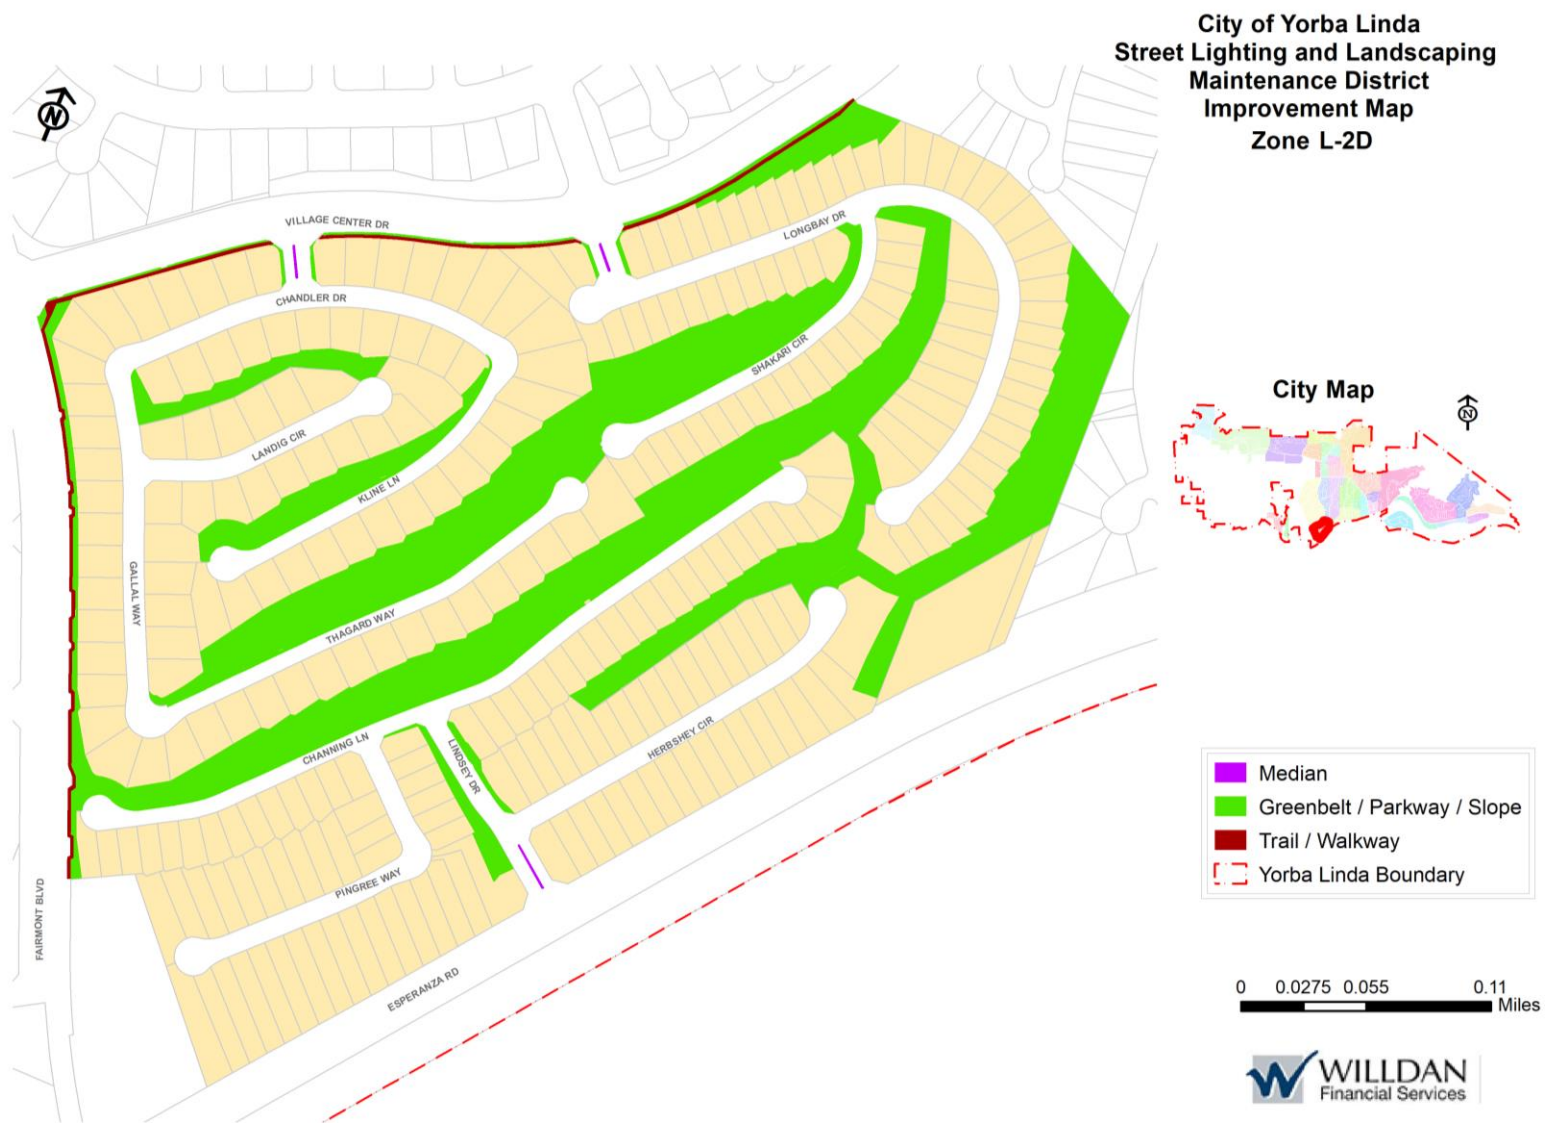 City of Yorba Linda
Street Lighting and Landscaping
Maintenance District
Improvement Map
Zone L-2D
N
VILLAGE CENTER DR
LONGBAY DR
CHANDLER DR
SHAKARI CIR
LANDIG CIR
KLINE LN
GALLAL WAY
THAGARD WAY
CHANNING LN
LINDSEY DR
HERBSHEY CIR
PINGREE WAY
FAIRMONT BLVD
ESPERANZA RD
City Map
N
Median
Greenbelt / Parkway / Slope
Trail / Walkway
Yorba Linda Boundary
0 0.0275 0.055 0.11
Miles
WILLDAN
Financial Services